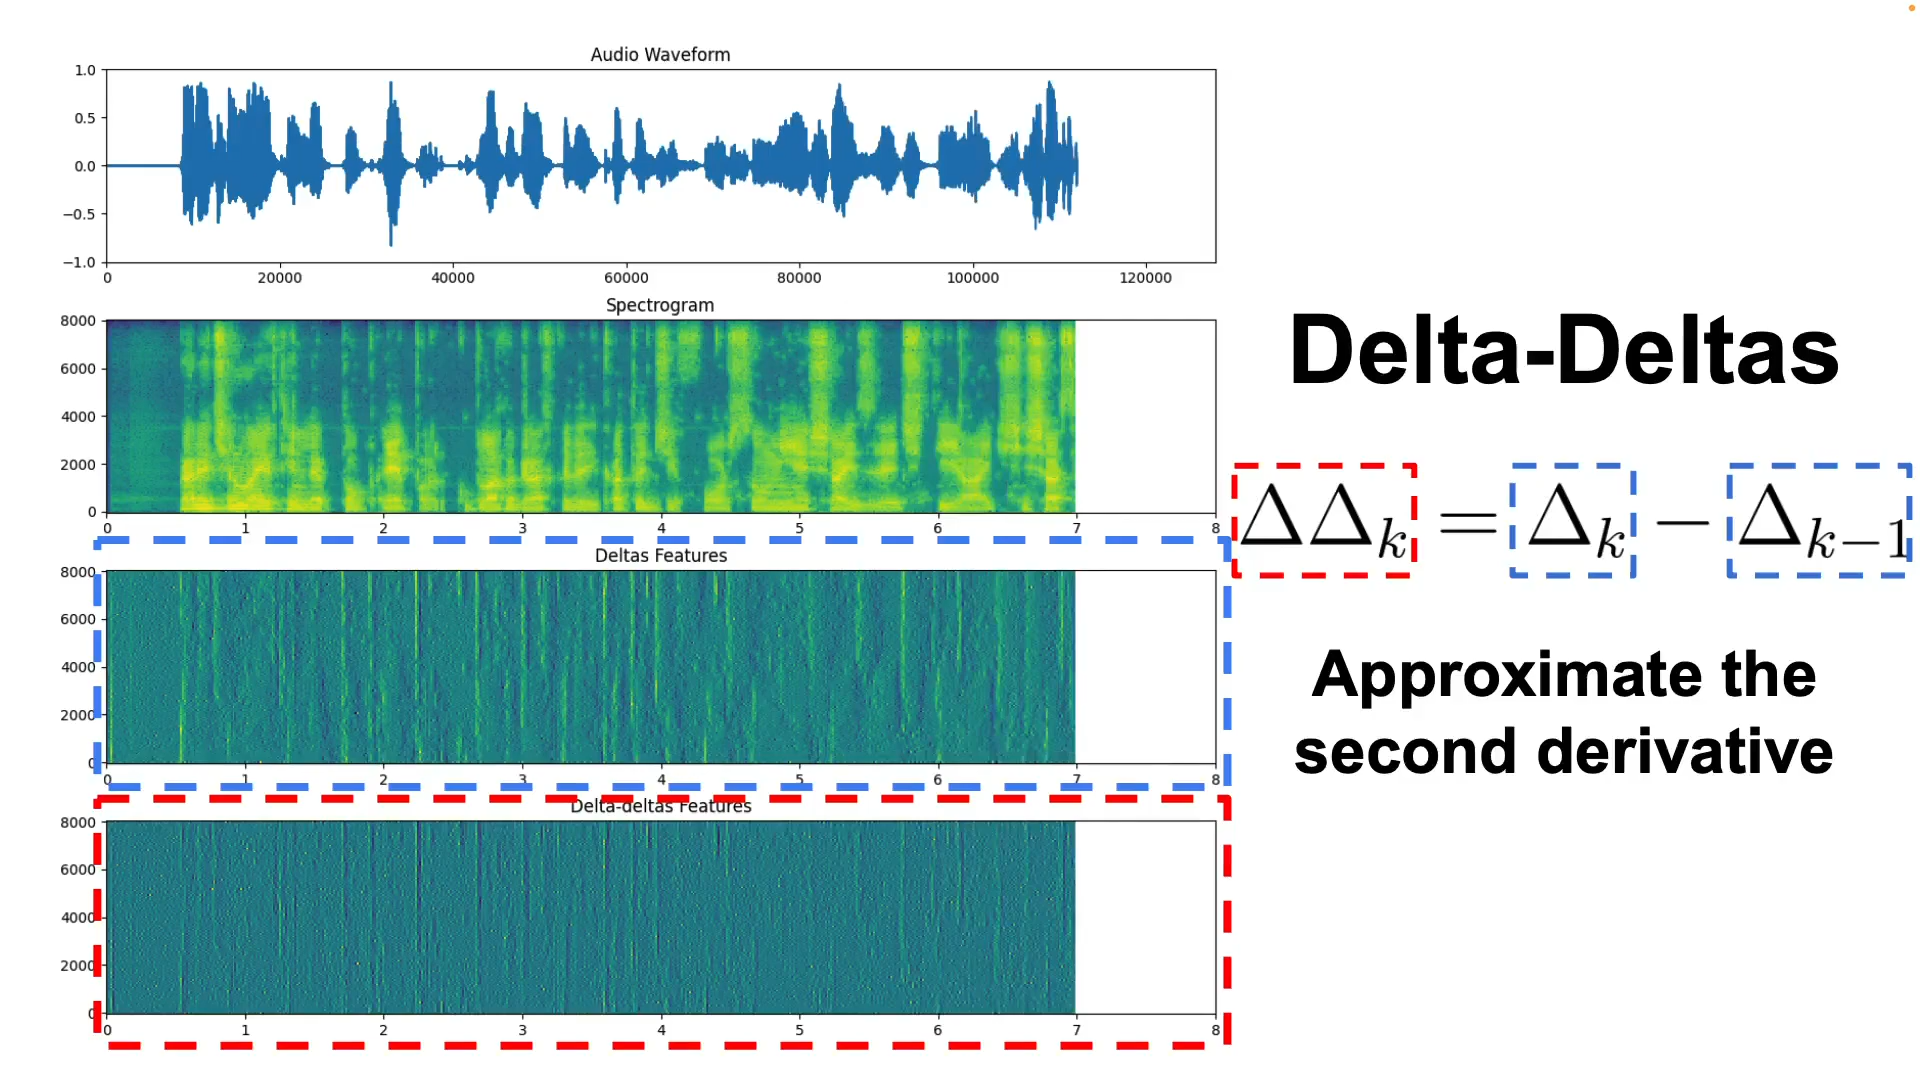 Audio Waveform
1.0
0.5
0.0
−0.5
−1.0
0 20000 40000 60000 80000 100000 120000
Spectrogram
8000
6000
4000
2000
0
0 1 2 3 4 5 6 7 8
Deltas Features
8000
6000
4000
2000
0
0 1 2 3 4 5 6 7 8
Delta-deltas Features
8000
6000
4000
2000
0
0 1 2 3 4 5 6 7 8
Delta-Deltas
ΔΔk = Δk − Δk−1
Approximate the
second derivative